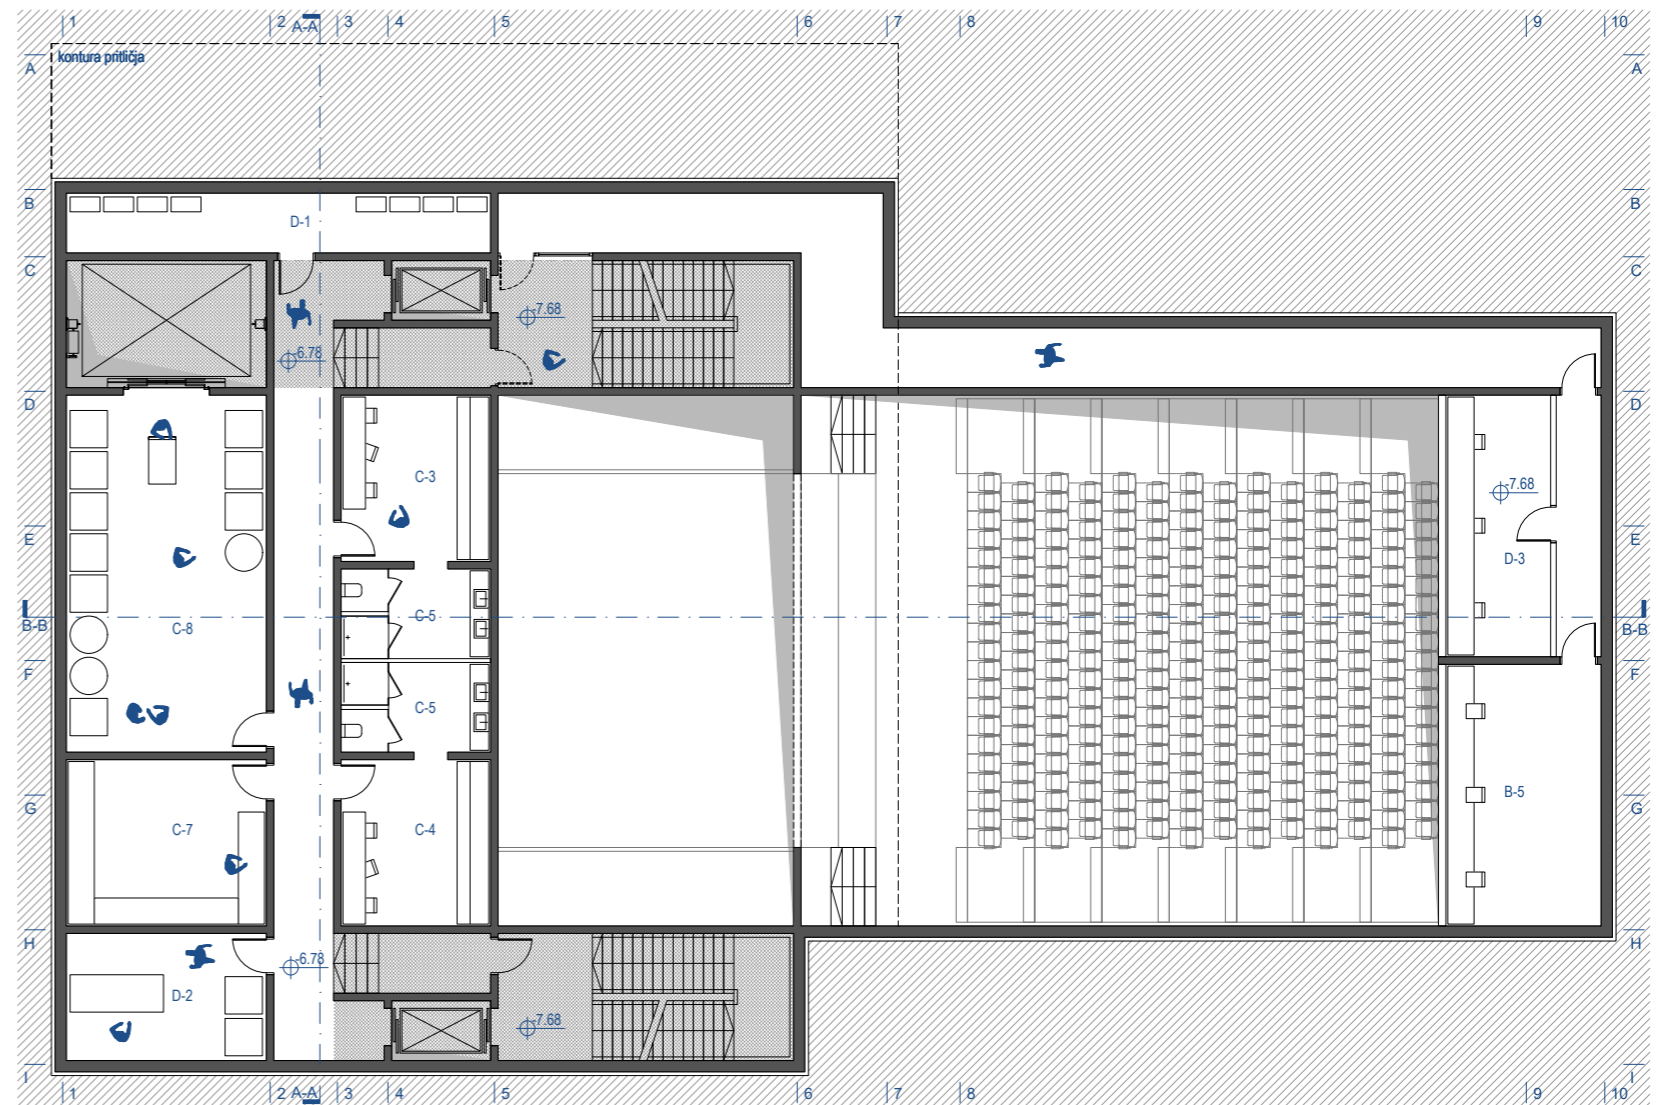 1 2 A-A 3 4 5 6 7 8 9 10
kontura pritličja
A A
B B
D-1
C C
-7.68
-6.78
D D
C-3
-7.68
E E
D-3
C-5
B-B B-B
C-8
F F
C-5
B-5
G G
C-7 C-4
H H
-6.78
D-2
-7.68
I I
1 2 A-A 3 4 5 6 7 8 9 10